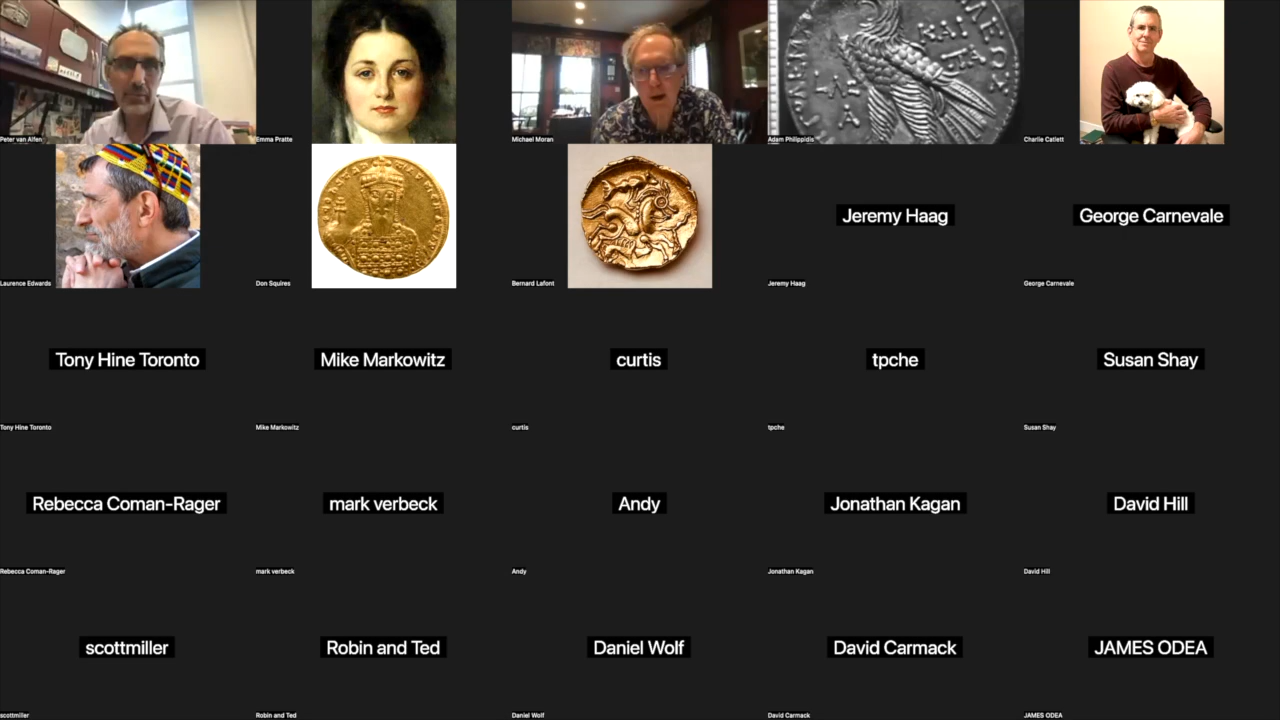 Peter van Alfen
Emma Pratte
Michael Moran
Adam Philippidis
Charlie Catlett
Laurence Edwards
Don Squires
Bernard Lafont
Jeremy Haag
Jeremy Haag
George Carnevale
George Carnevale
Tony Hine Toronto
Mike Markowitz
curtis
tpche
Susan Shay
Tony Hine Toronto
Mike Markowitz
curtis
tpche
Susan Shay
Rebecca Coman-Rager
mark verbeck
Andy
Jonathan Kagan
David Hill
Rebecca Coman-Rager
mark verbeck
Andy
Jonathan Kagan
David Hill
scottmiller
Robin and Ted
Daniel Wolf
David Carmack
JAMES ODEA
scottmiller
Robin and Ted
Daniel Wolf
David Carmack
JAMES ODEA